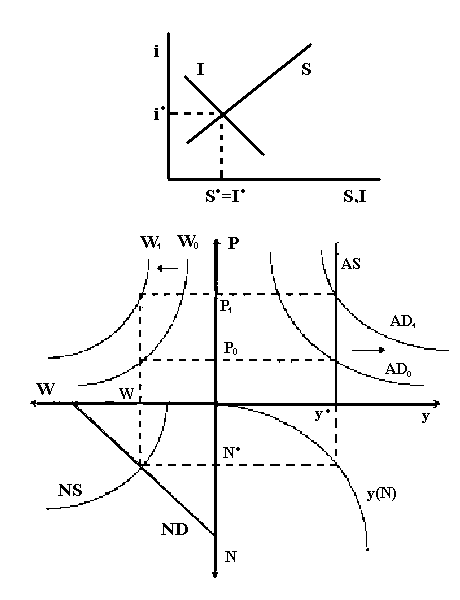 i
I
S
i*
S*=I*
S,I
W₁
W₀
P
AS
P₁
AD₁
P₀
AD₀
W
W
y*
y
N*
NS
ND
y(N)
N